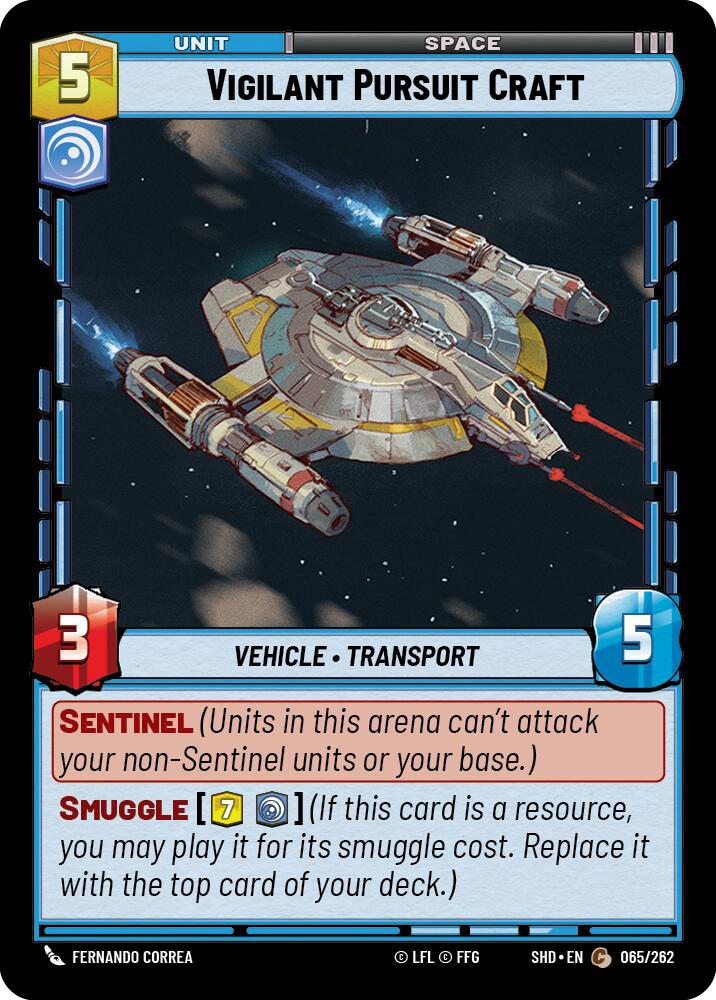 UNIT
SPACE
5
VIGILANT PURSUIT CRAFT
3
VEHICLE • TRANSPORT
5
SENTINEL (Units in this arena can't attack
your non-Sentinel units or your base.)
SMUGGLE [7 ] (If this card is a resource,
you may play it for its smuggle cost. Replace it
with the top card of your deck.)
FERNANDO CORREA
© LFL © FFG
SHD • EN C 065/262